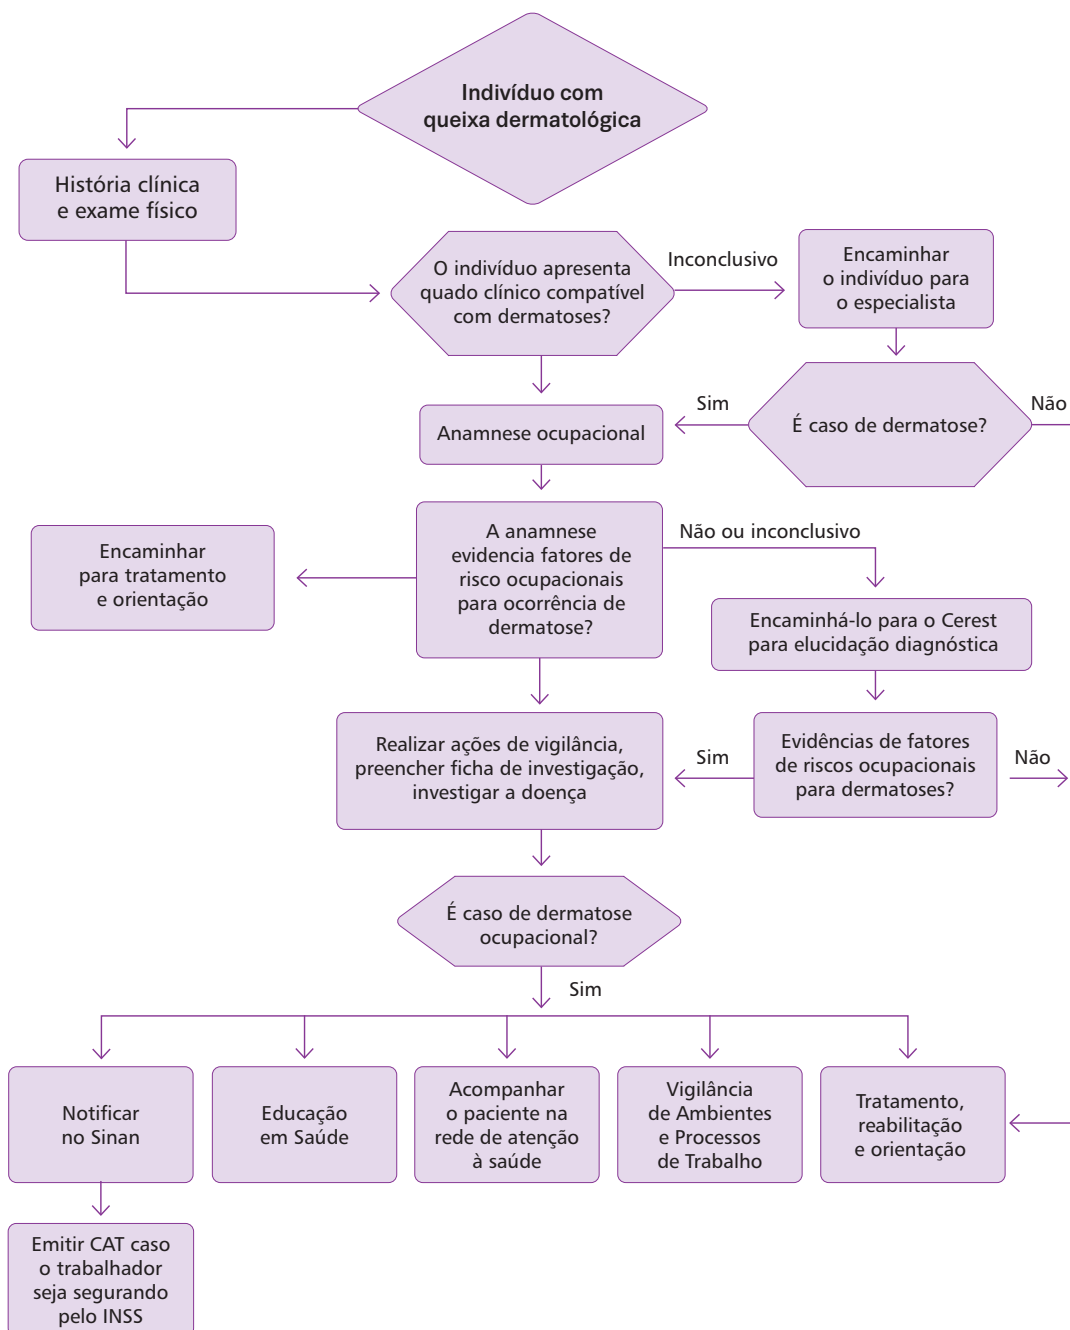 Indivíduo com
queixa dermatológica
História clínica
e exame físico
O indivíduo apresenta
quado clínico compatível
com dermatoses?
Inconclusivo
Encaminhar
o indivíduo para
o especialista
Sim
É caso de dermatose?
Não
Anamnese ocupacional
A anamnese
evidencia fatores de
risco ocupacionais
para ocorrência de
dermatose?
Não ou inconclusivo
Encaminhar
para tratamento
e orientação
Encaminhá-lo para o Cerest
para elucidação diagnóstica
Realizar ações de vigilância,
preencher ficha de investigação,
investigar a doença
Sim
Evidências de fatores
de riscos ocupacionais
para dermatoses?
Não
É caso de dermatose
ocupacional?
Sim
Notificar
no Sinan
Educação
em Saúde
Acompanhar
o paciente na
rede de atenção
à saúde
Vigilância
de Ambientes
e Processos
de Trabalho
Tratamento,
reabilitação
e orientação
Emitir CAT caso
o trabalhador
seja segurando
pelo INSS